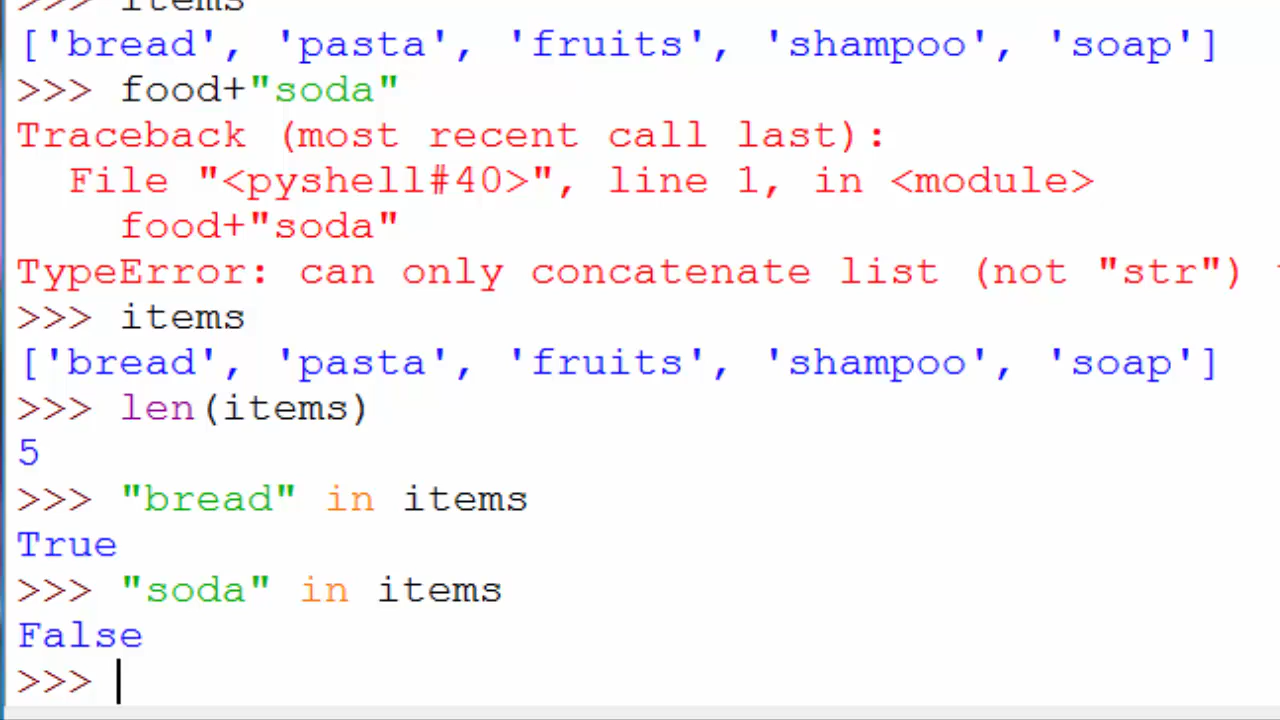 >>> items
['bread', 'pasta', 'fruits', 'shampoo', 'soap']
>>> food+"soda"
Traceback (most recent call last):
  File "<pyshell#40>", line 1, in <module>
    food+"soda"
TypeError: can only concatenate list (not "str")
>>> items
['bread', 'pasta', 'fruits', 'shampoo', 'soap']
>>> len(items)
5
>>> "bread" in items
True
>>> "soda" in items
False
>>>